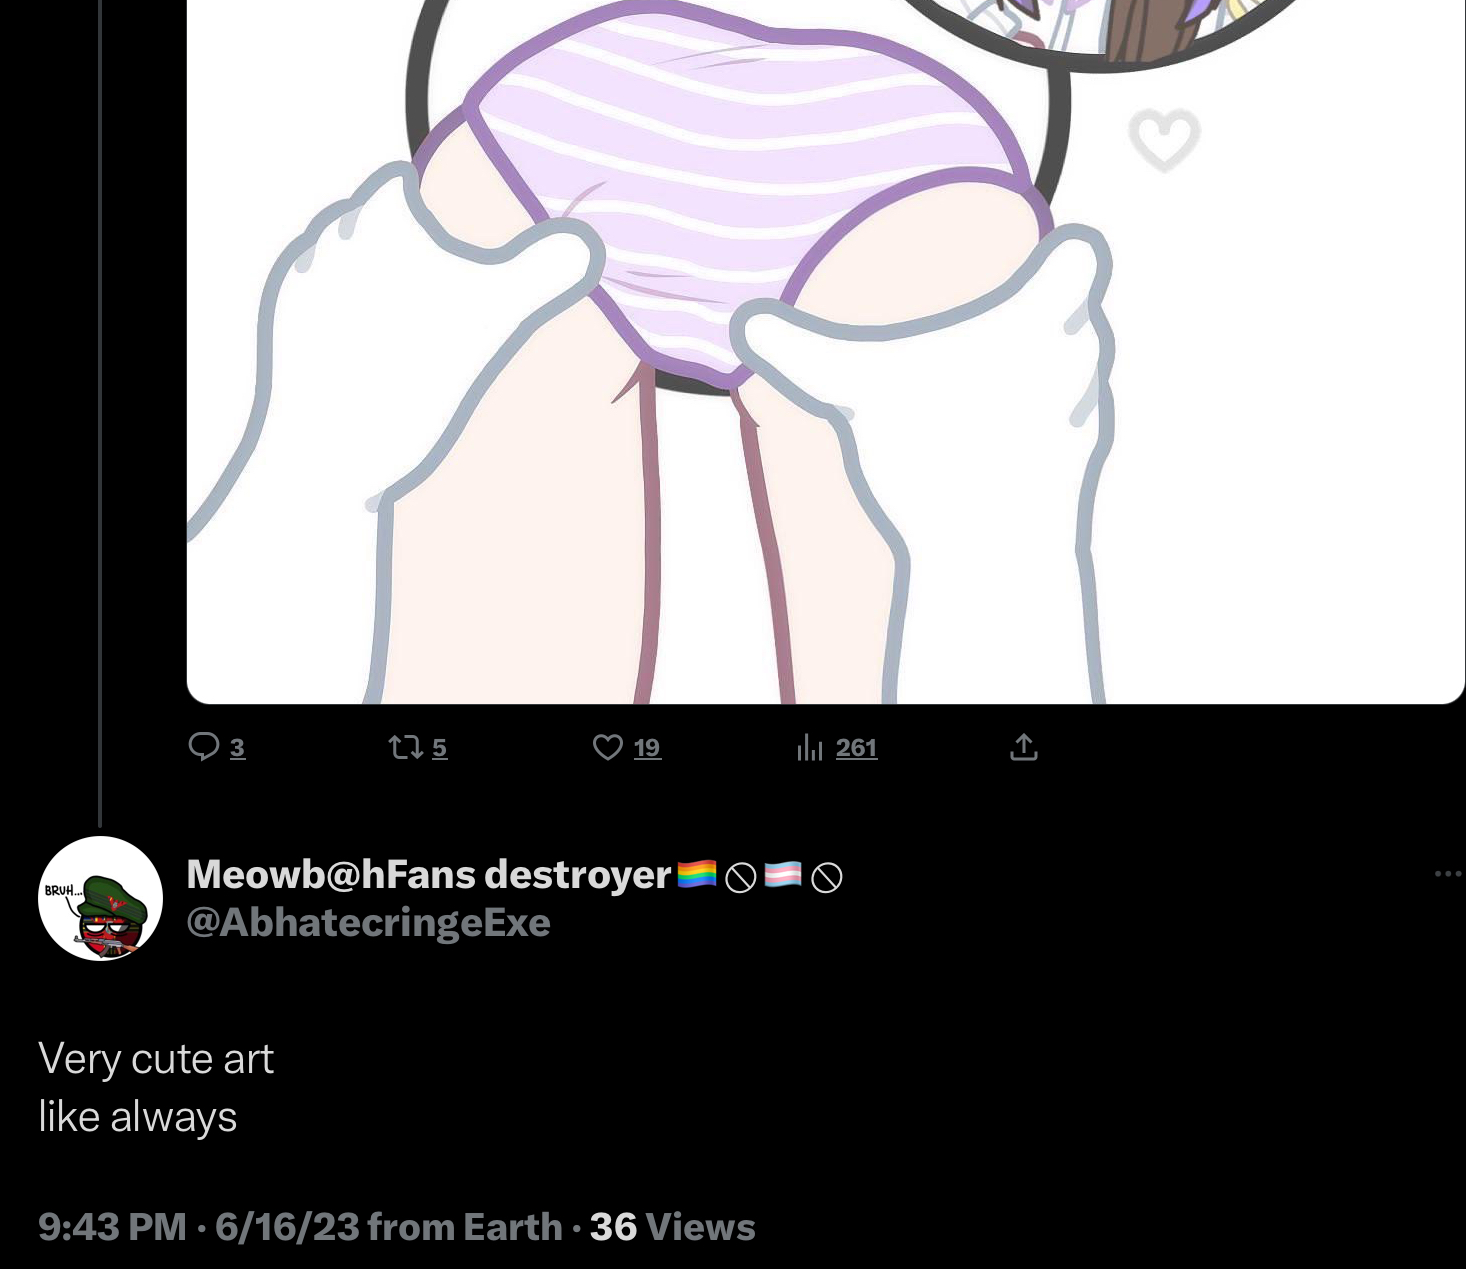 3 5 19 261
BRUH...
Meowb@hFans destroyer🏳️‍🌈🚫🏳️‍⚧️🚫
@AbhatecringeExe
Very cute art
like always
9:43 PM · 6/16/23 from Earth · 36 Views